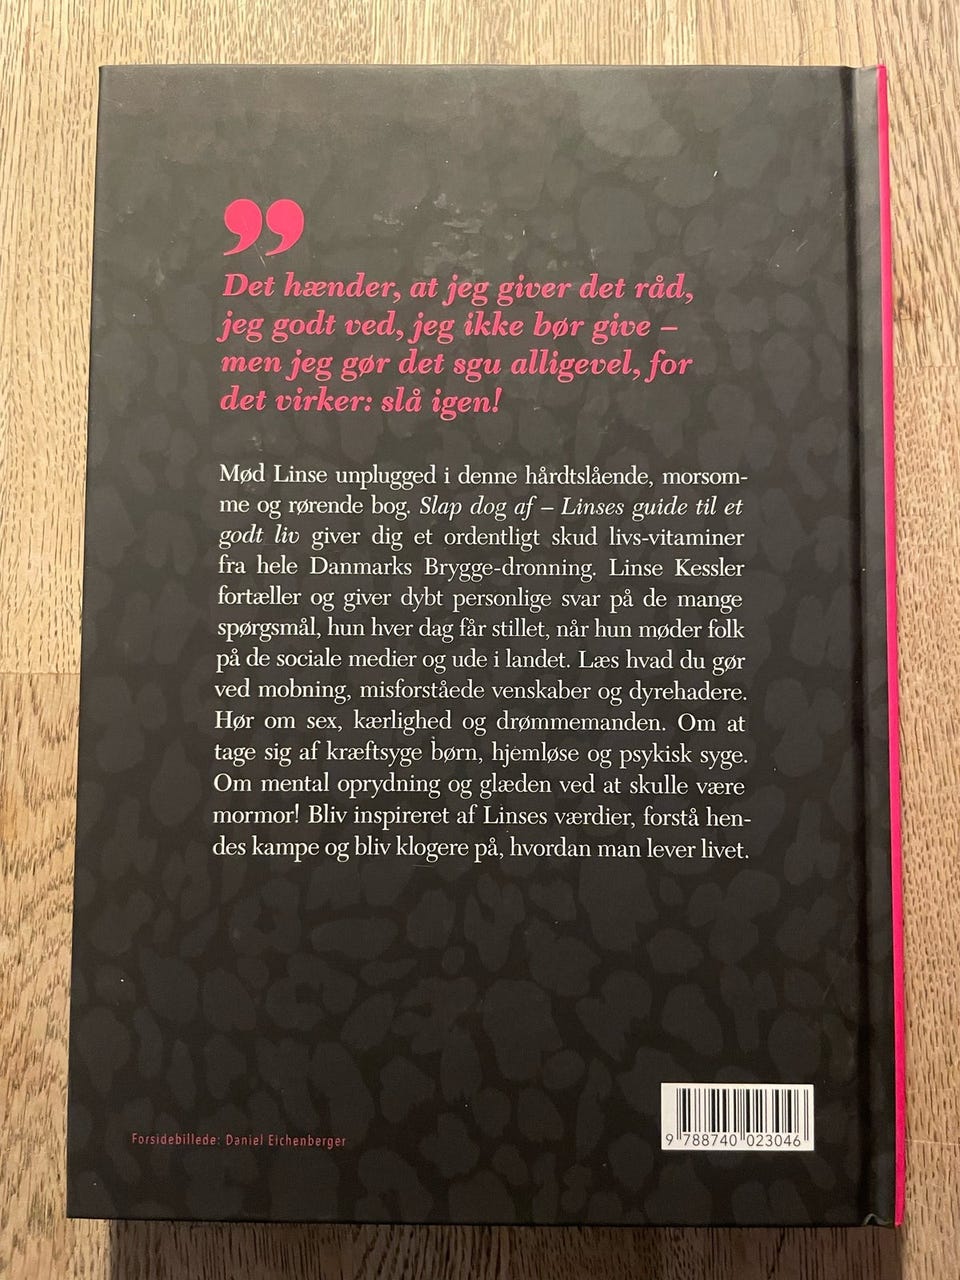 ”
Det hænder, at jeg giver det råd,
jeg godt ved, jeg ikke bør give –
men jeg gør det sgu alligevel, for
det virker: slå igen!
Mød Linse unplugged i denne hårdtslående, morsom-
me og rørende bog. Slap dog af – Linses guide til et
godt liv giver dig et ordentligt skud livs-vitaminer
fra hele Danmarks Brygge-dronning. Linse Kessler
fortæller og giver dybt personlige svar på de mange
spørgsmål, hun hver dag får stillet, når hun møder folk
på de sociale medier og ude i landet. Læs hvad du gør
ved mobning, misforståede venskaber og dyrehadere.
Hør om sex, kærlighed og drømmemanden. Om at
tage sig af kræftsyge børn, hjemløse og psykisk syge.
Om mental oprydning og glæden ved at skulle være
mormor! Bliv inspireret af Linses værdier, forstå hen-
des kampe og bliv klogere på, hvordan man lever livet.
Forsidebillede: Daniel Eichenberger
9 788740 023046